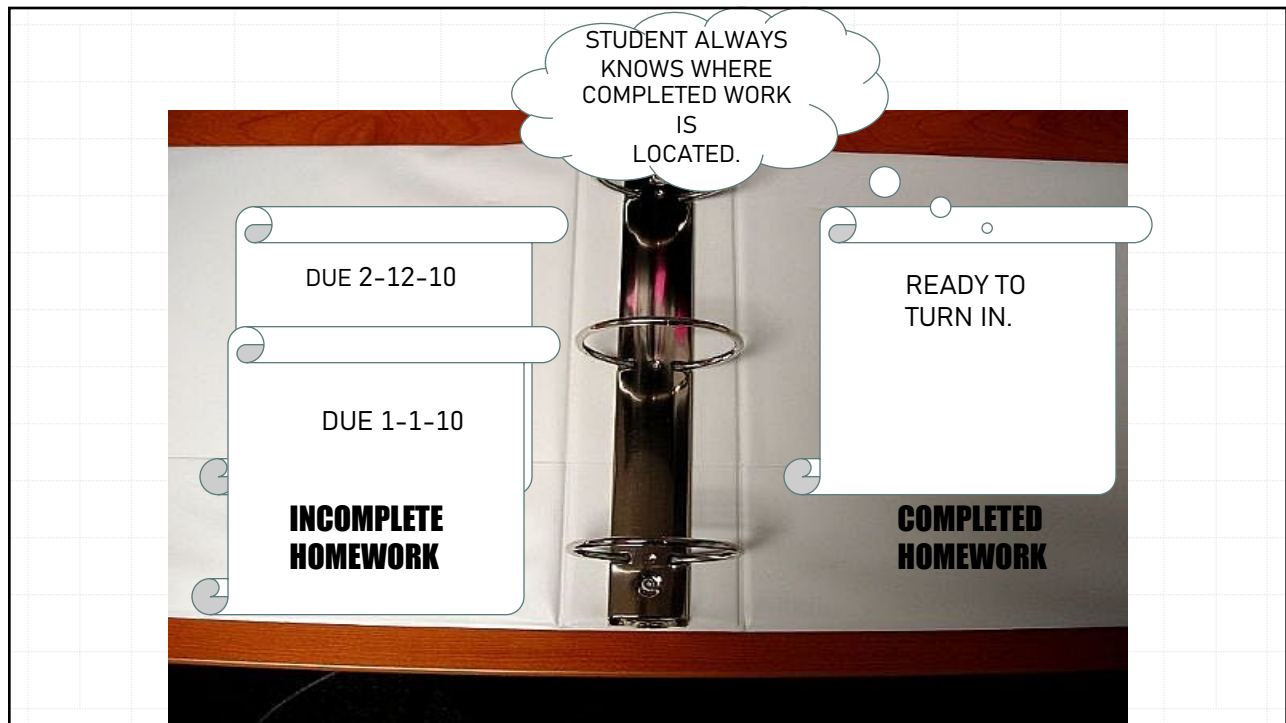 STUDENT ALWAYS
KNOWS WHERE
COMPLETED WORK
IS
LOCATED.
DUE 2-12-10
DUE 1-1-10
INCOMPLETE
HOMEWORK
READY TO
TURN IN.
COMPLETED
HOMEWORK